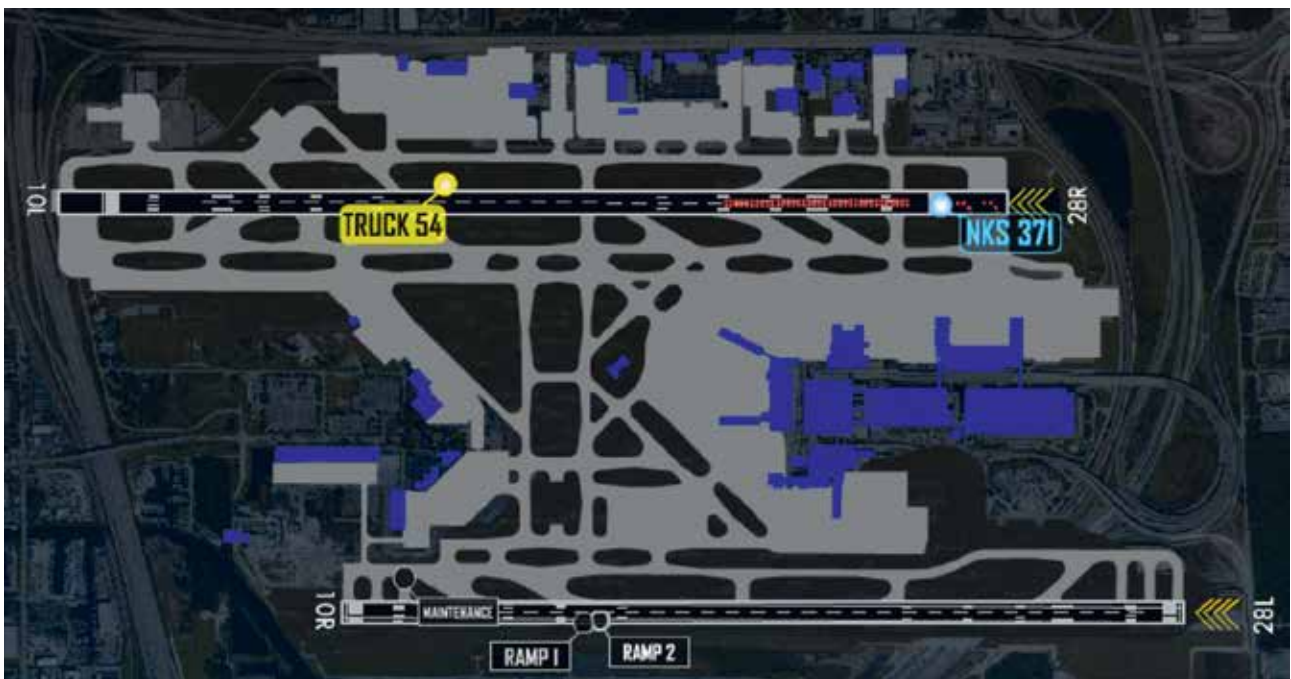 10L
TRUCK 54
NKS 371
28R
10R
MAINTENANCE
RAMP 1
RAMP 2
28L